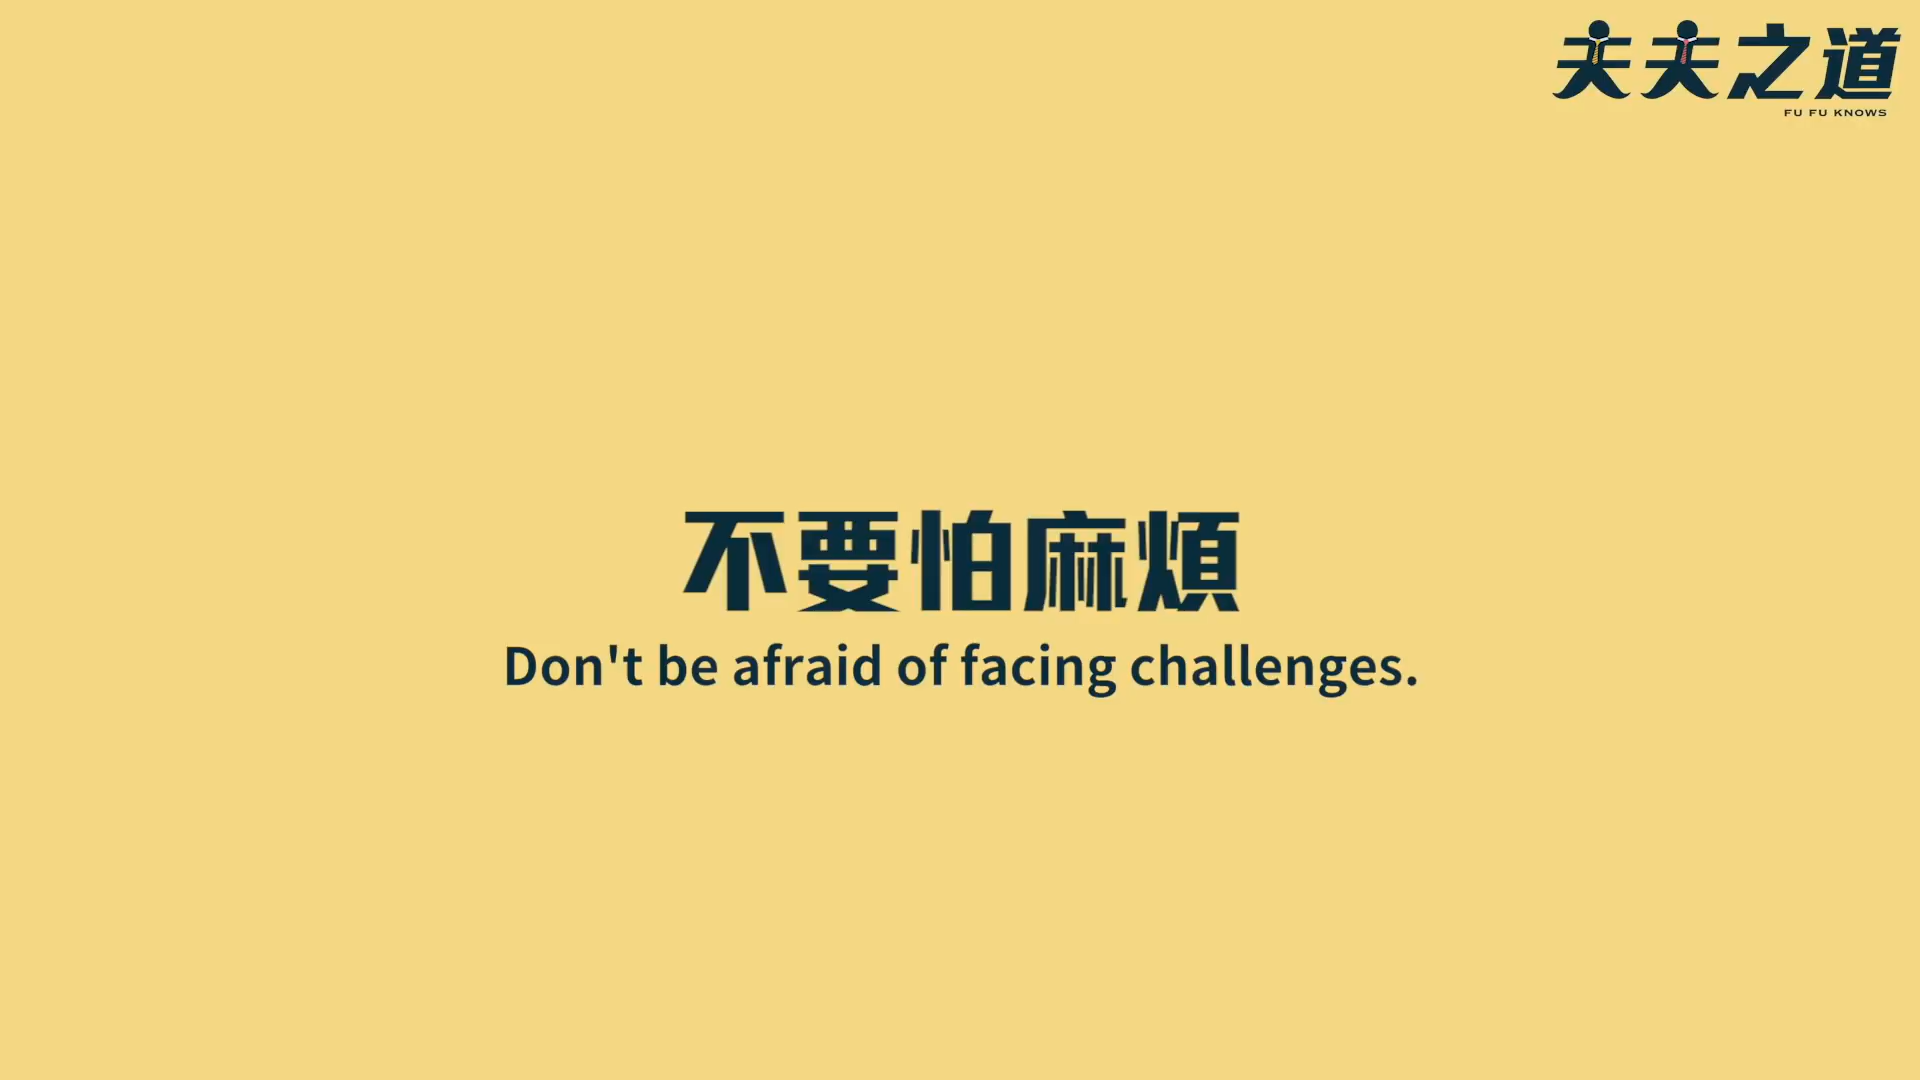 夫夫之道
FU FU KNOWS
不要怕麻煩
Don't be afraid of facing challenges.